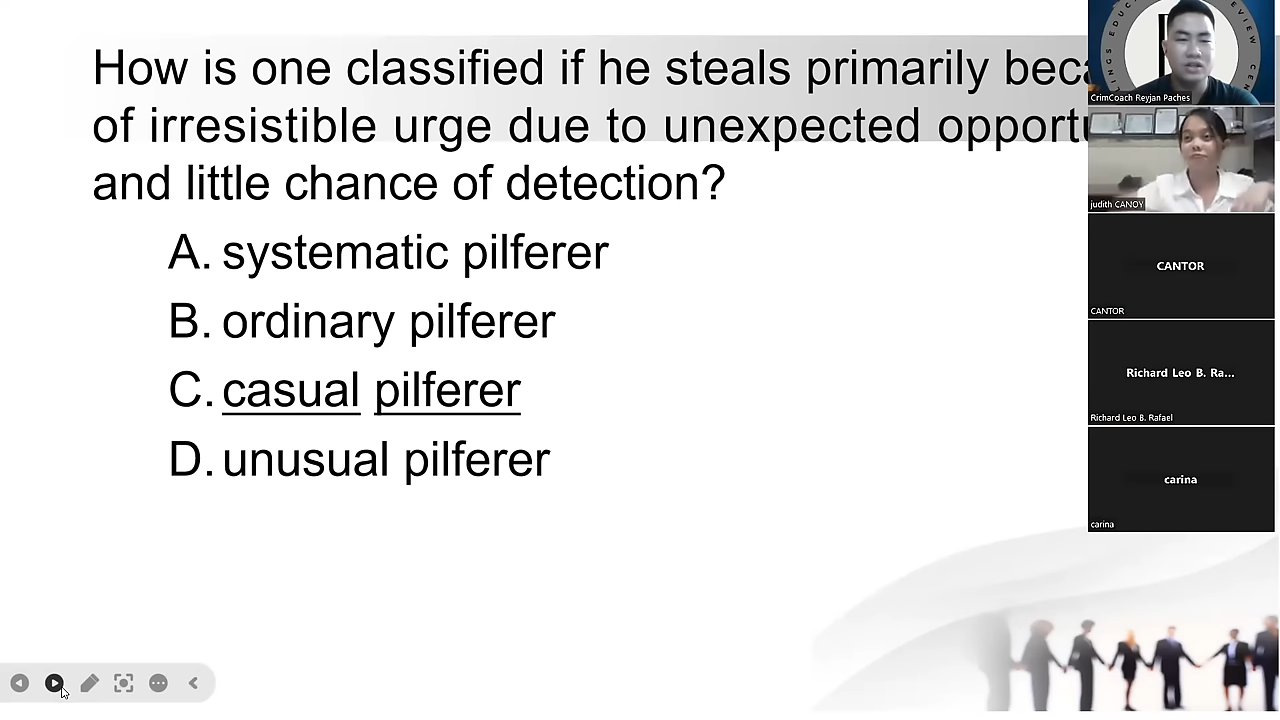 How is one classified if he steals primarily
of irresistible urge due to unexpected
and little chance of detection?
A. systematic pilferer
B. ordinary pilferer
C. casual pilferer
D. unusual pilferer
CrimCoach Reyjan Paches
judith CANOY
CANTOR
CANTOR
Richard Leo B. Ra...
Richard Leo B. Rafael
carina
carina